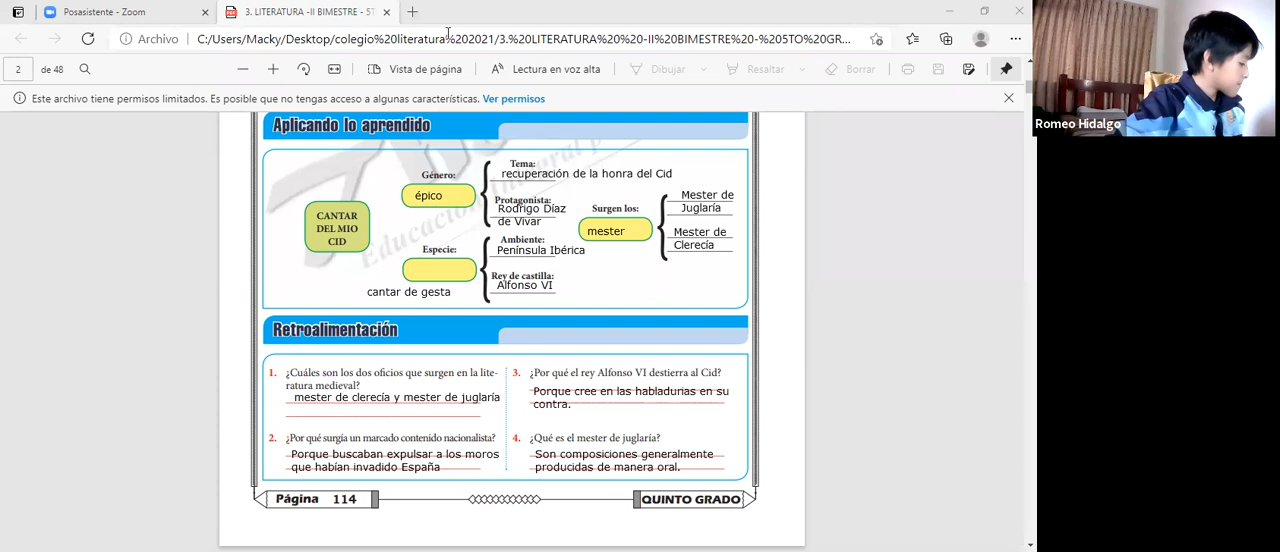 Posasistente - Zoom
3. LITERATURA -II BIMESTRE - 5T
Archivo
C:/Users/Macky/Desktop/colegio%20literatura%202021/3.%20LITERATURA%20%20-II%20BIMESTRE%20-%205TO%20GR...
2
de 48
Vista de página
Lectura en voz alta
Dibujar
Resaltar
Borrar
Este archivo tiene permisos limitados. Es posible que no tengas acceso a algunas características. Ver permisos
Romeo Hidalgo
Aplicando lo aprendido
CANTAR
DEL MIO
CID
Género:
épico
Tema:
recuperación de la honra del Cid
Protagonista:
Rodrigo Díaz
de Vivar
Especie:
cantar de gesta
Ambiente:
Península Ibérica
Rey de castilla:
Alfonso VI
Surgen los:
mester
Mester de
Juglaría
Mester de
Clerecía
Retroalimentación
1. ¿Cuáles son los dos oficios que surgen en la lite-
ratura medieval?
mester de clerecía y mester de juglaría
2. ¿Por qué surgía un marcado contenido nacionalista?
Porque buscaban expulsar a los moros
que habían invadido España
3. ¿Por qué el rey Alfonso VI destierra al Cid?
Porque cree en las habladurias en su
contra.
4. ¿Qué es el mester de juglaría?
Son composiciones generalmente
producidas de manera oral.
Página 114
QUINTO GRADO